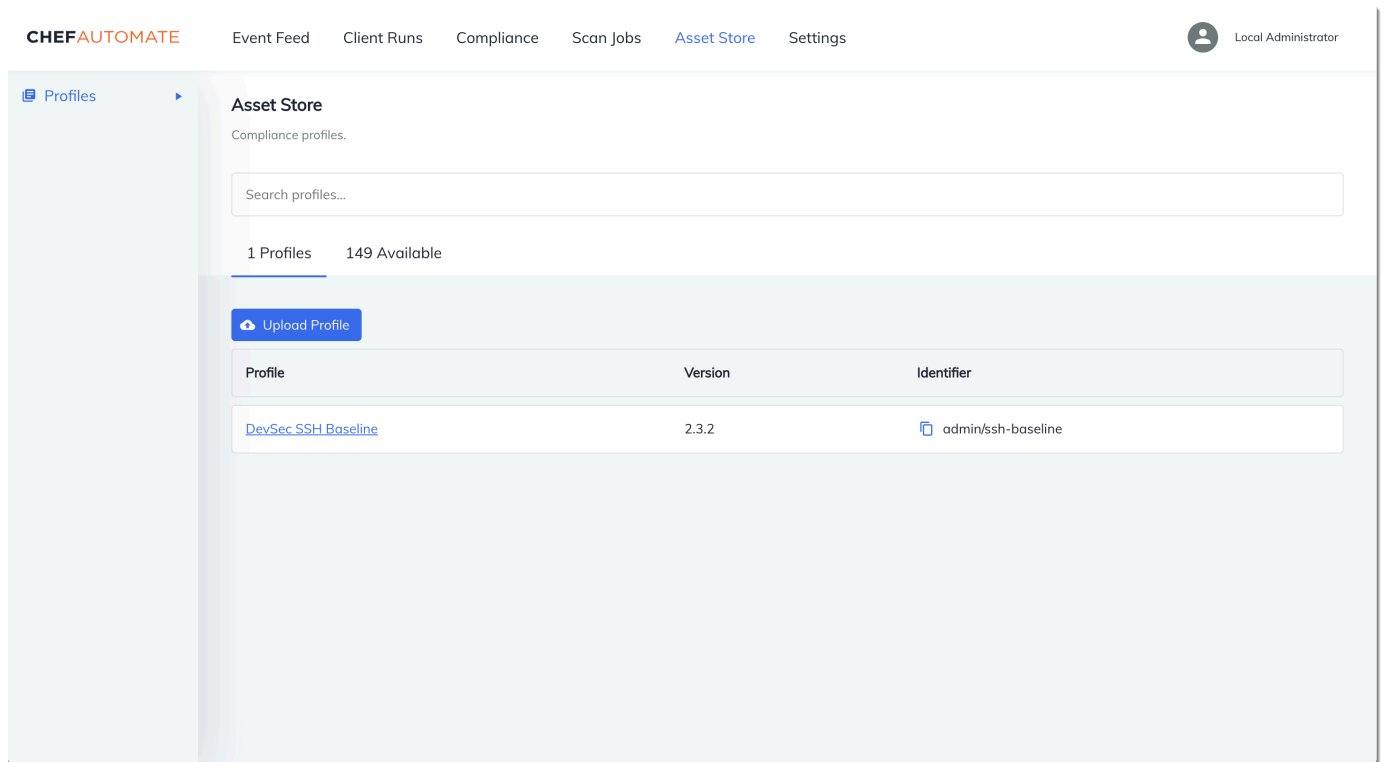 CHEFAUTOMATE Event Feed Client Runs Compliance Scan Jobs Asset Store Settings Local Administrator
Profiles
Asset Store
Compliance profiles.
Search profiles...
1 Profiles 149 Available
Upload Profile
Profile Version Identifier
DevSec SSH Baseline 2.3.2 admin/ssh-baseline